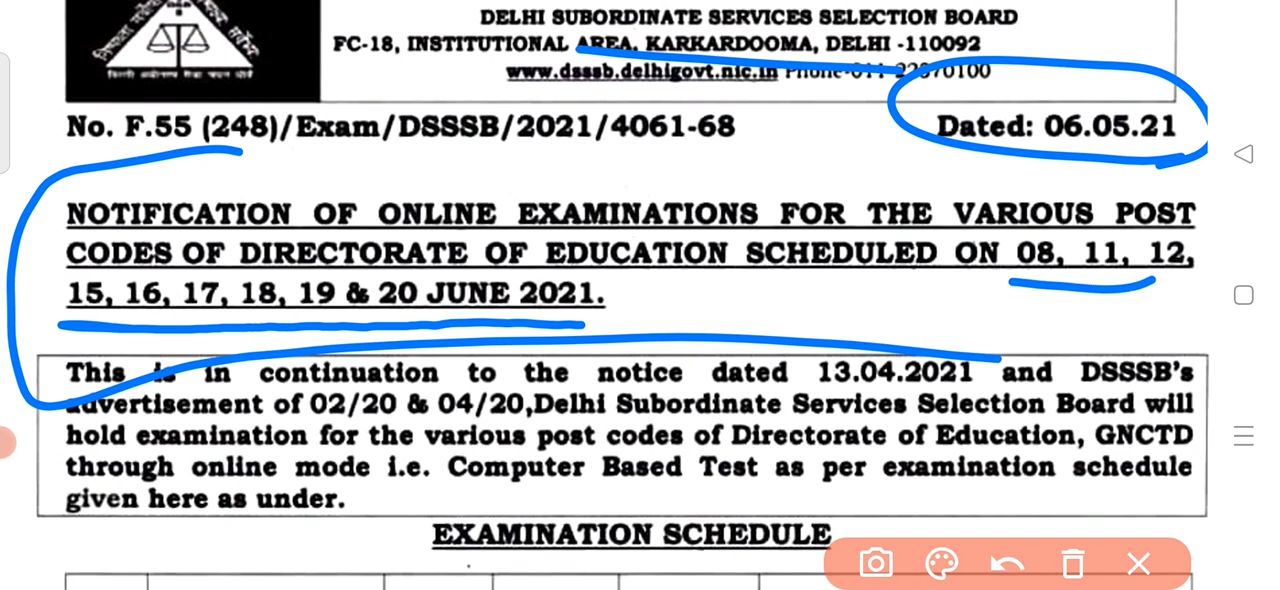 DELHI SUBORDINATE SERVICES SELECTION BOARD
FC-18, INSTITUTIONAL AREA, KARKARDOOMA, DELHI -110092
www.dsssb.delhigovt.nic.in Phone-011-22370100
No. F.55 (248)/Exam/DSSSB/2021/4061-68 Dated: 06.05.21
NOTIFICATION OF ONLINE EXAMINATIONS FOR THE VARIOUS POST
CODES OF DIRECTORATE OF EDUCATION SCHEDULED ON 08, 11, 12,
15, 16, 17, 18, 19 & 20 JUNE 2021.
This is in continuation to the notice dated 13.04.2021 and DSSSB's
advertisement of 02/20 & 04/20,Delhi Subordinate Services Selection Board will
hold examination for the various post codes of Directorate of Education, GNCTD
through online mode i.e. Computer Based Test as per examination schedule
given here as under.
EXAMINATION SCHEDULE